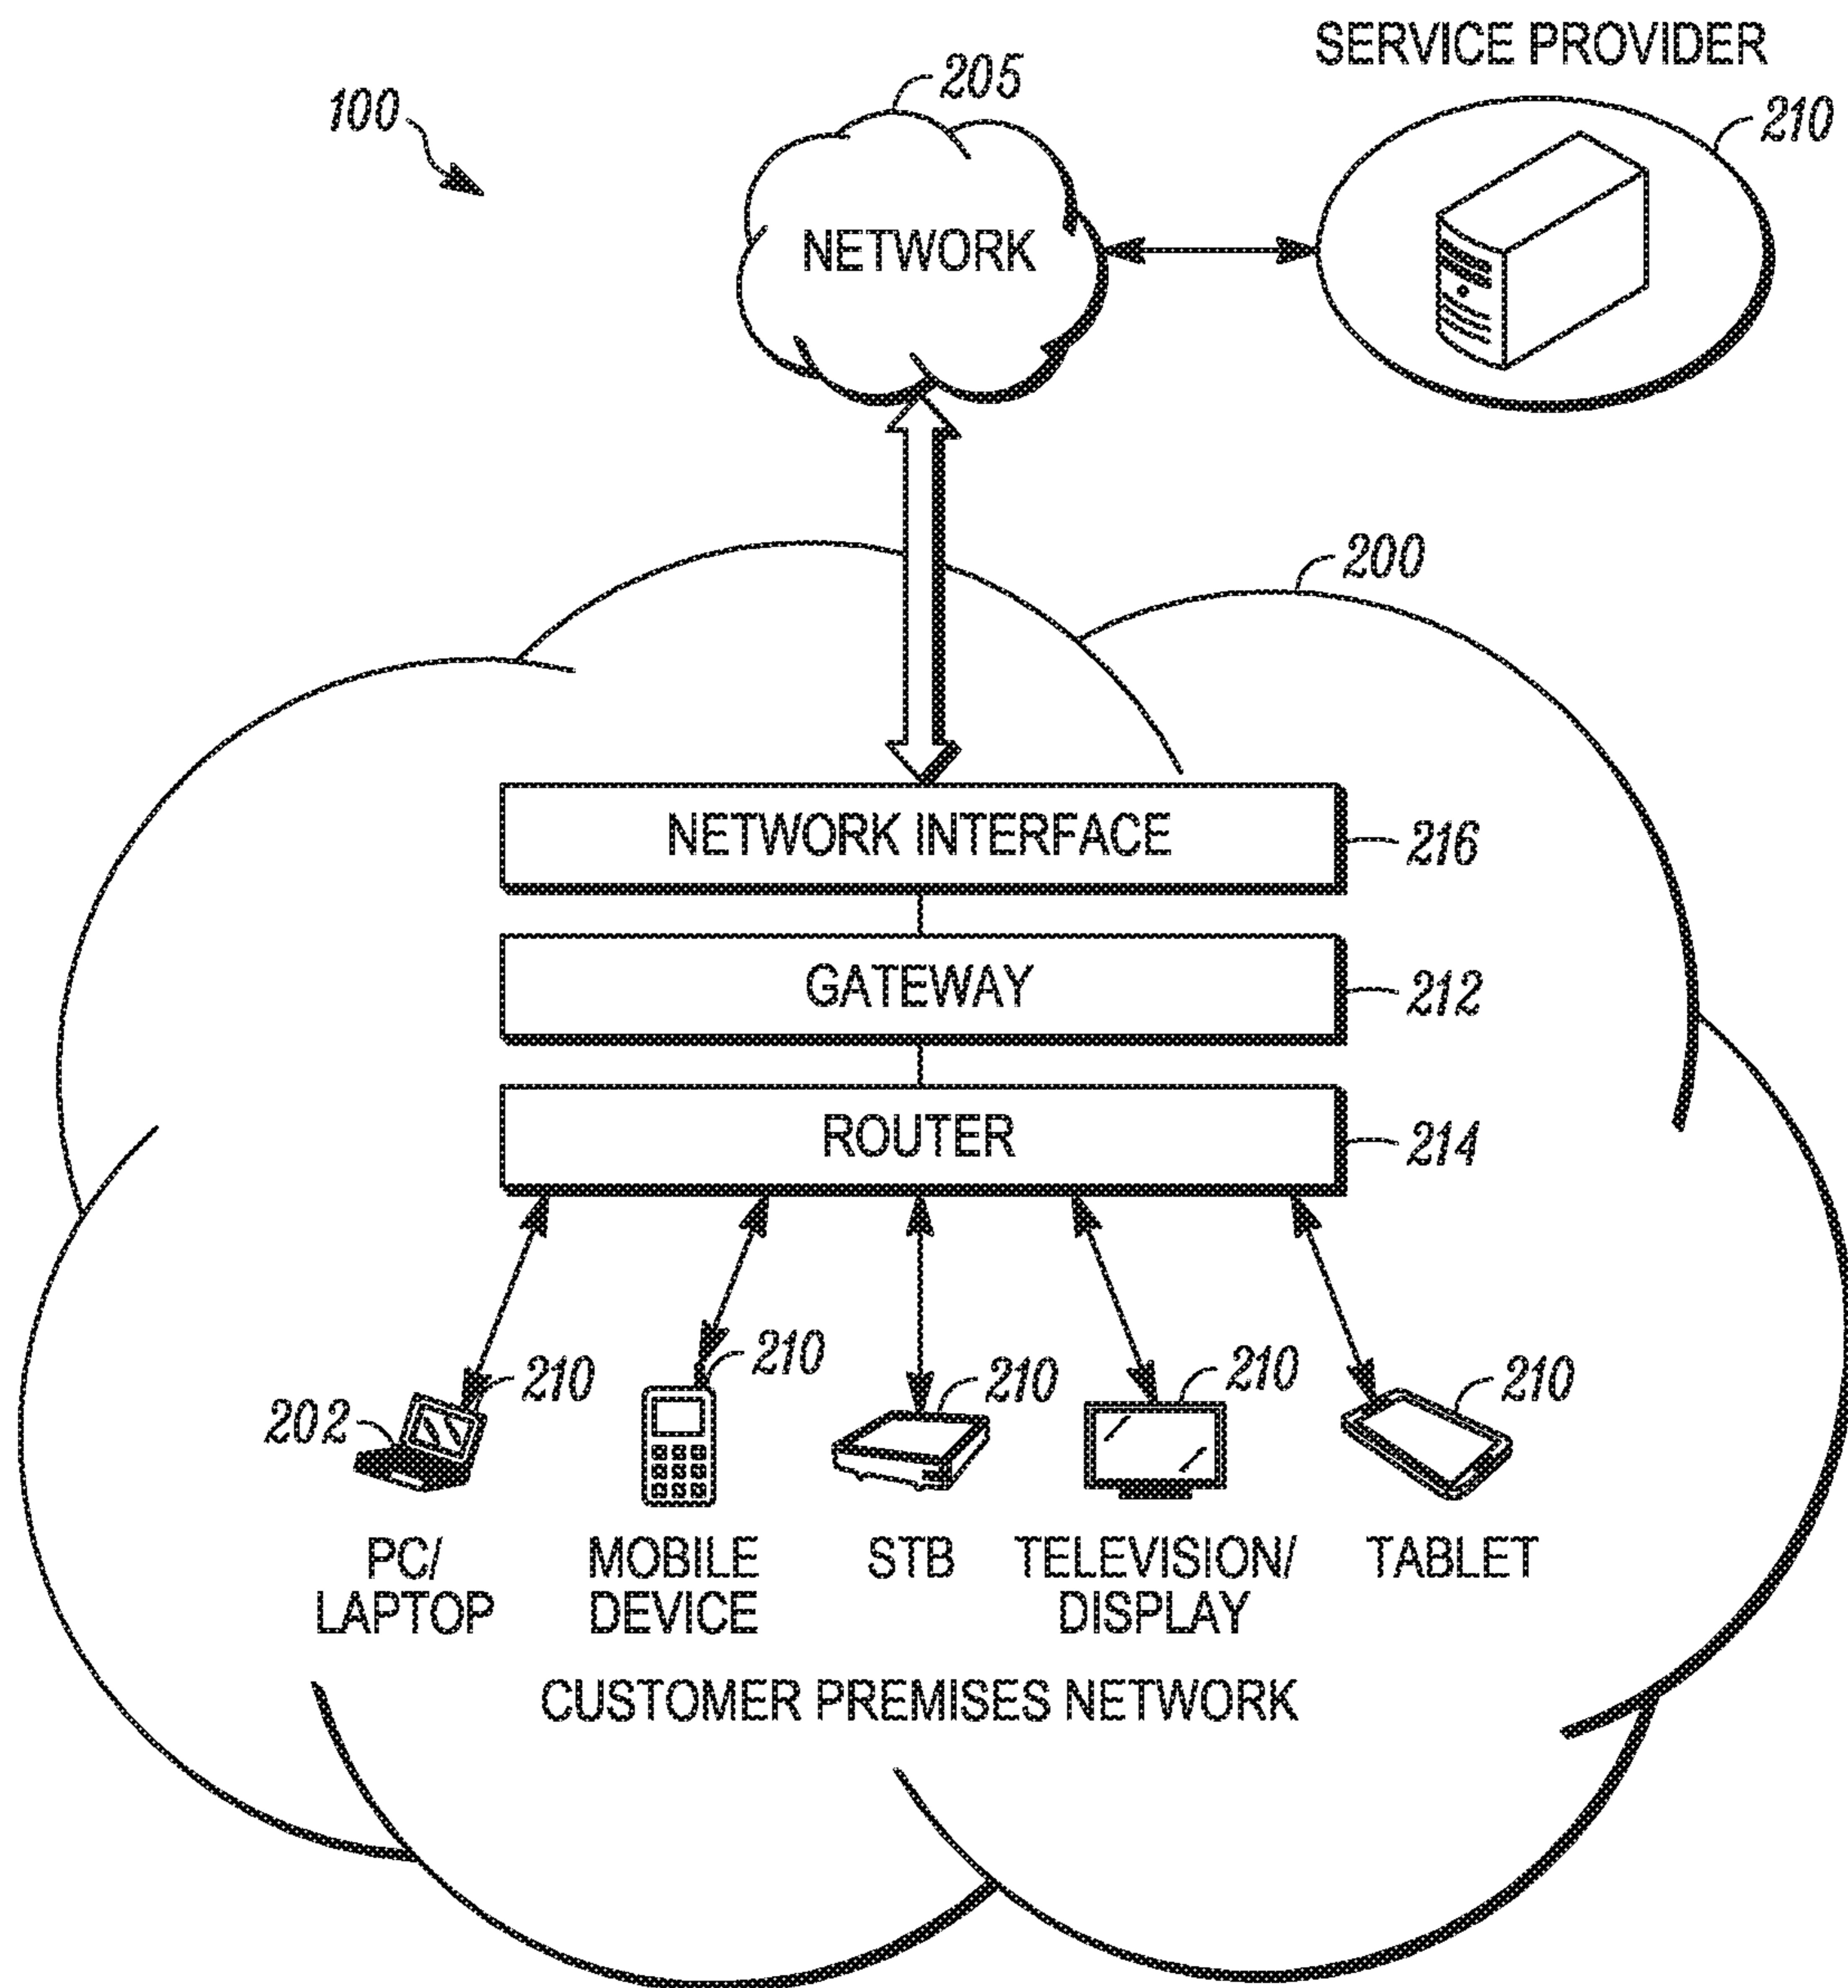 SERVICE PROVIDER
100
205
210
NETWORK
200
NETWORK INTERFACE
216
GATEWAY
212
ROUTER
214
202
210
210
210
210
210
PC/
LAPTOP
MOBILE
DEVICE
STB
TELEVISION/
DISPLAY
TABLET
CUSTOMER PREMISES NETWORK